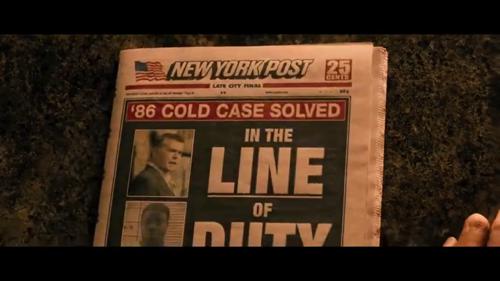 NEW YORK POST
25
CENTS
LATE CITY FINAL
'86 COLD CASE SOLVED
IN THE
LINE
OF
DUTY